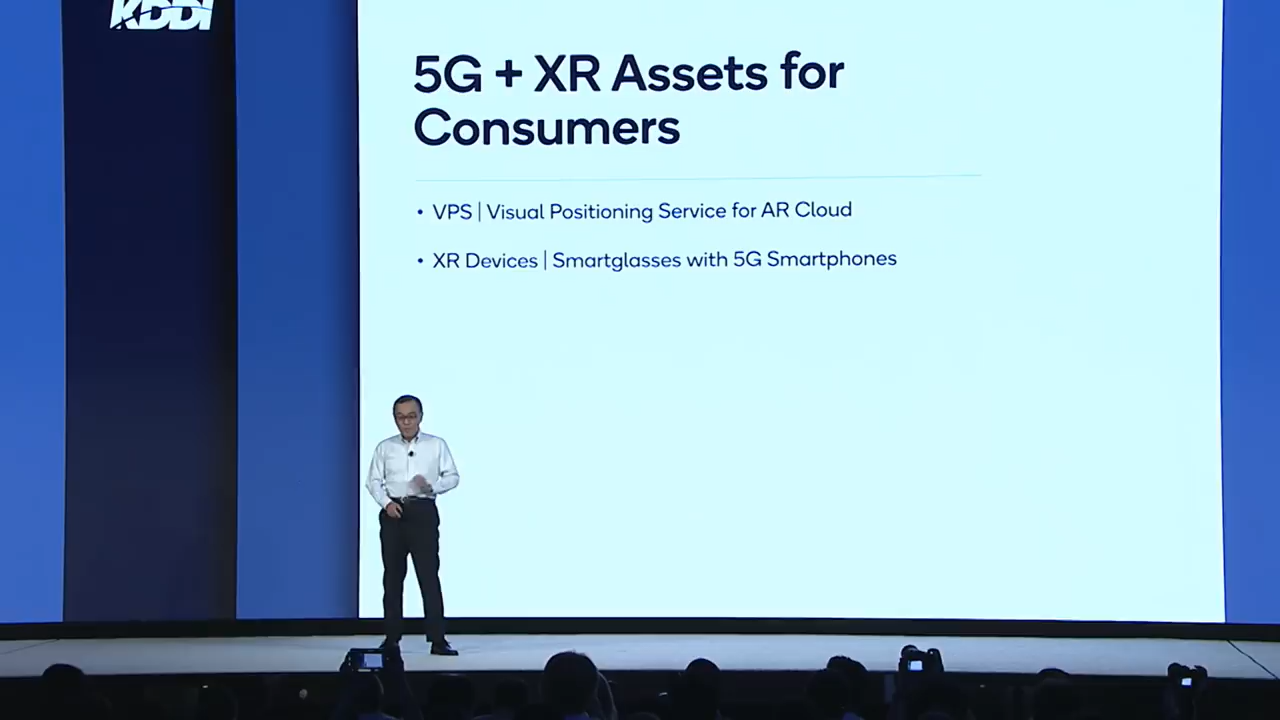 KDDI
5G + XR Assets for
Consumers
• VPS | Visual Positioning Service for AR Cloud
• XR Devices | Smartglasses with 5G Smartphones